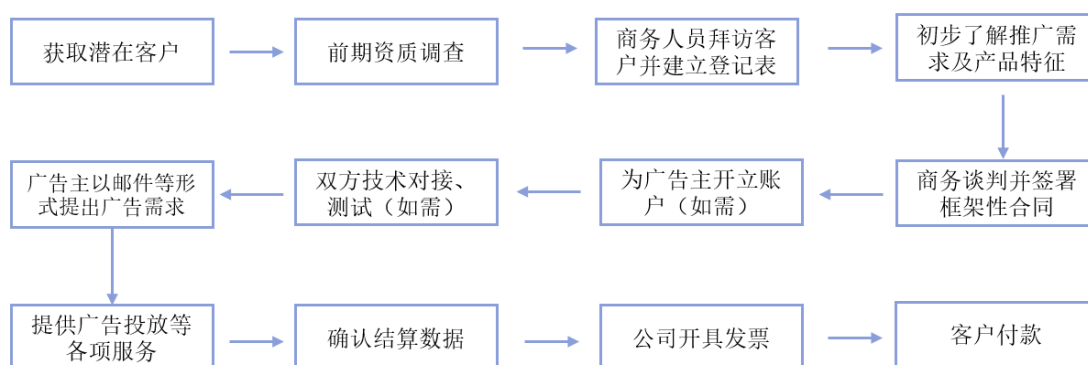 获取潜在客户
前期资质调查
商务人员拜访客
户并建立登记表
初步了解推广需
求及产品特征
商务谈判并签署
框架性合同
为广告主开立账
户（如需）
双方技术对接、
测试（如需）
广告主以邮件等形
式提出广告需求
提供广告投放等
各项服务
确认结算数据
公司开具发票
客户付款